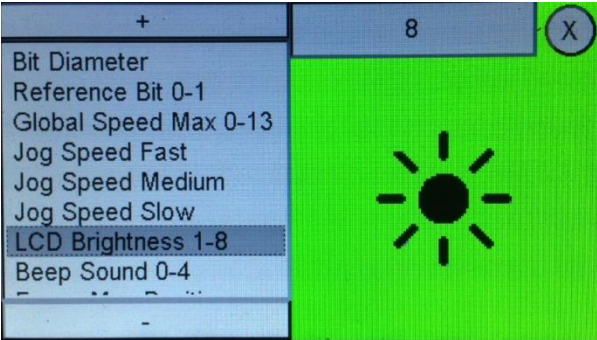 +
8
X
Bit Diameter
Reference Bit 0-1
Global Speed Max 0-13
Jog Speed Fast
Jog Speed Medium
Jog Speed Slow
LCD Brightness 1-8
Beep Sound 0-4
-